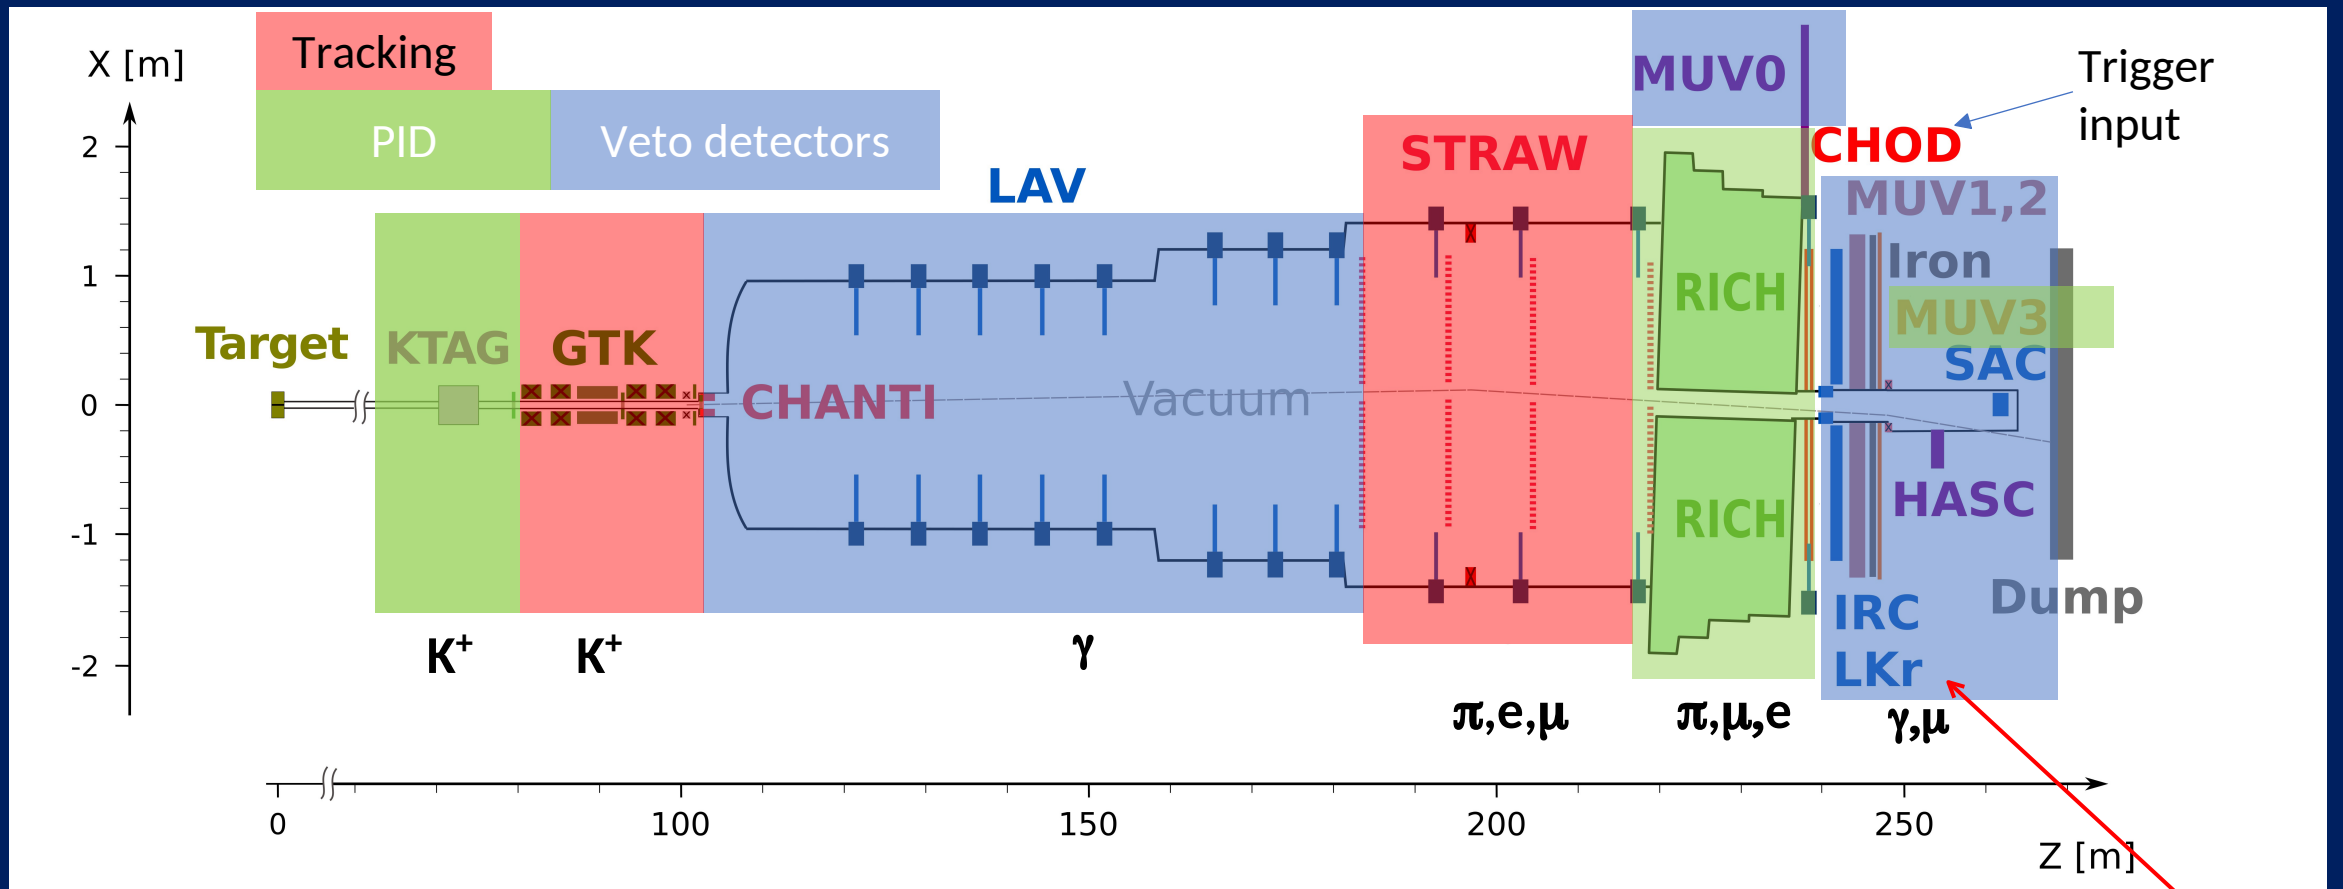 Tracking
X [m]
Trigger
input
MUV0
PID
Veto detectors
CHOD
STRAW
LAV
MUV1,2
Iron
RICH
MUV3
Target
KTAG
GTK
SAC
CHANTI
Vacuum
HASC
RICH
Dump
IRC
LKr
2
1
0
-1
-2
K+
K+
γ
π,e,μ
π,μ,e
γ,μ
0
100
150
200
250
Z [m]